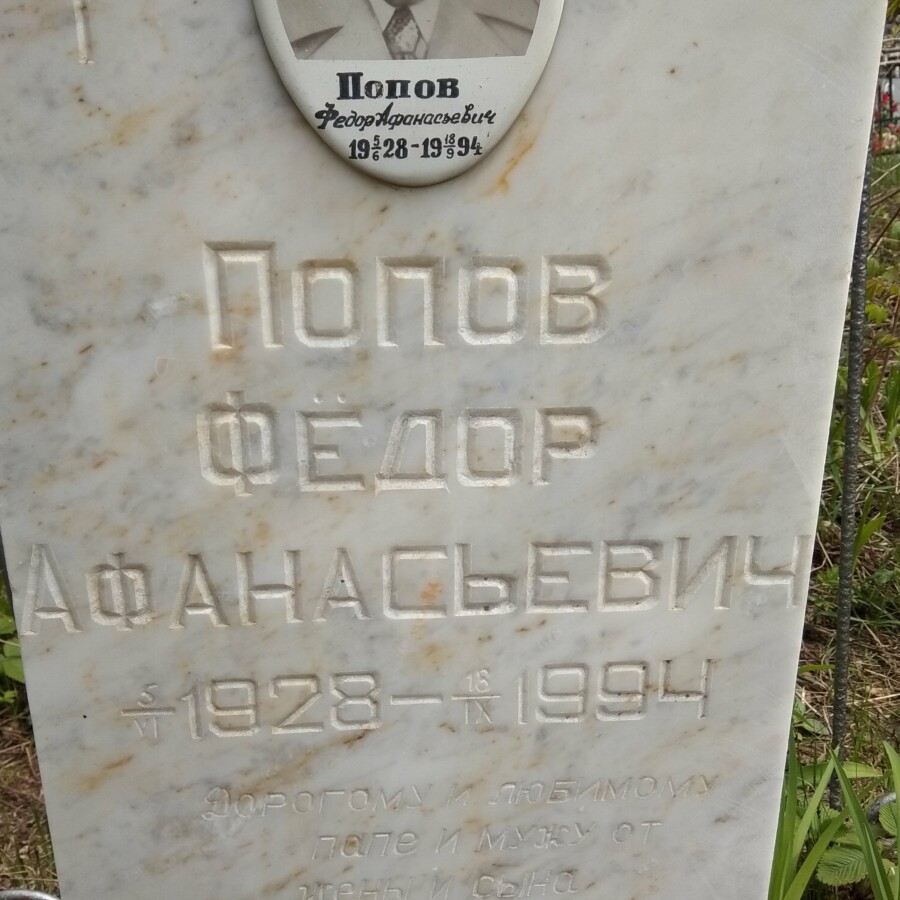 Попов
Федор Афанасьевич
19 5/6 28 - 19 18/9 94
Попов
Фёдор
Афанасьевич
5/VI 1928 — 18/IX 1994
Дорогому и любимому
папе и мужу от
жены и сына